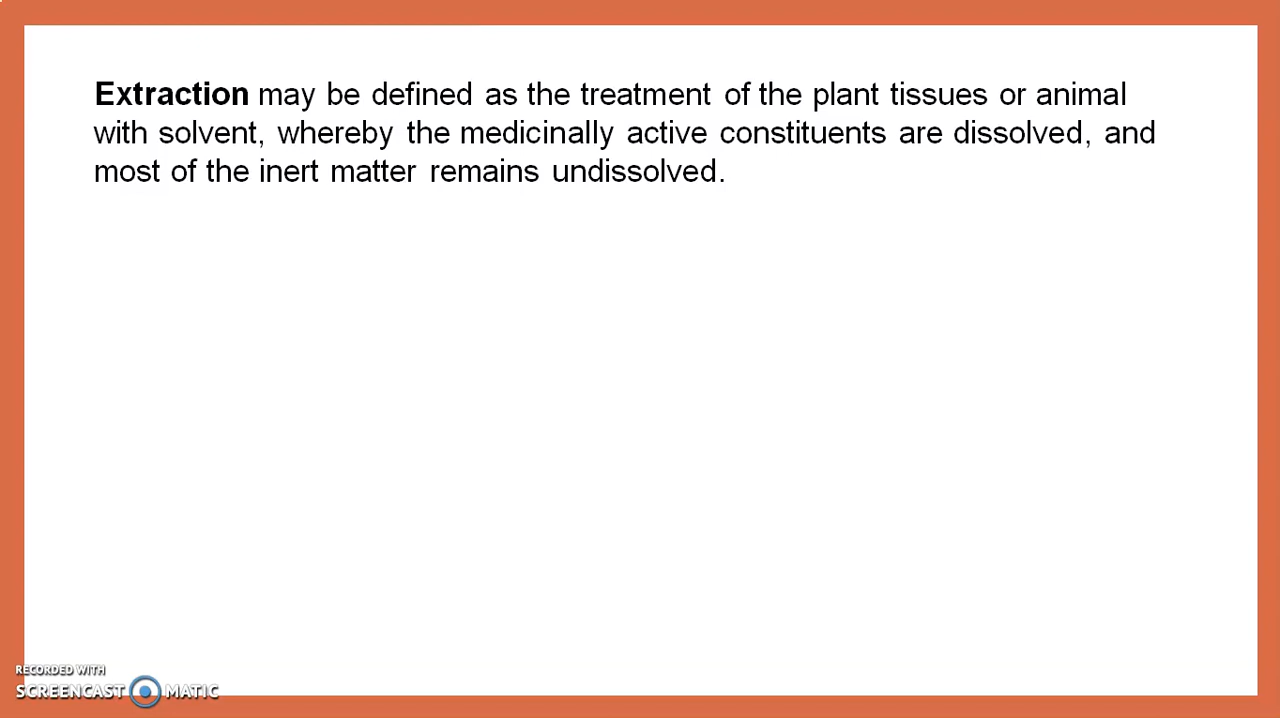 Extraction may be defined as the treatment of the plant tissues or animal
with solvent, whereby the medicinally active constituents are dissolved, and
most of the inert matter remains undissolved.
RECORDED WITH
SCREENCAST MATIC